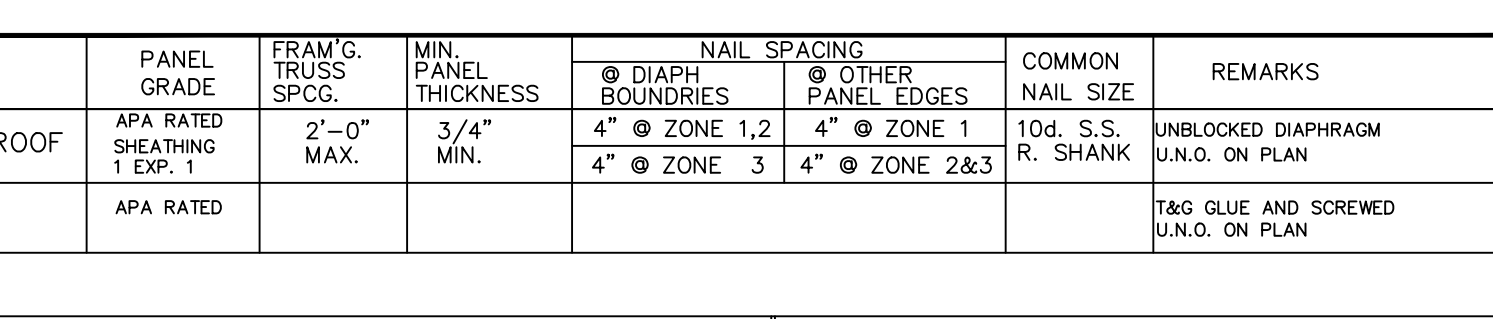 PANEL
GRADE
FRAM'G.
TRUSS
SPCG.
MIN.
PANEL
THICKNESS
NAIL SPACING
@ DIAPH
BOUNDRIES
@ OTHER
PANEL EDGES
COMMON
NAIL SIZE
REMARKS
ROOF
APA RATED
SHEATHING
1 EXP. 1
2'-0"
MAX.
3/4"
MIN.
4" @ ZONE 1,2
4" @ ZONE 1
4" @ ZONE 3
4" @ ZONE 2&3
10d. S.S.
R. SHANK
UNBLOCKED DIAPHRAGM
U.N.O. ON PLAN
APA RATED
T&G GLUE AND SCREWED
U.N.O. ON PLAN